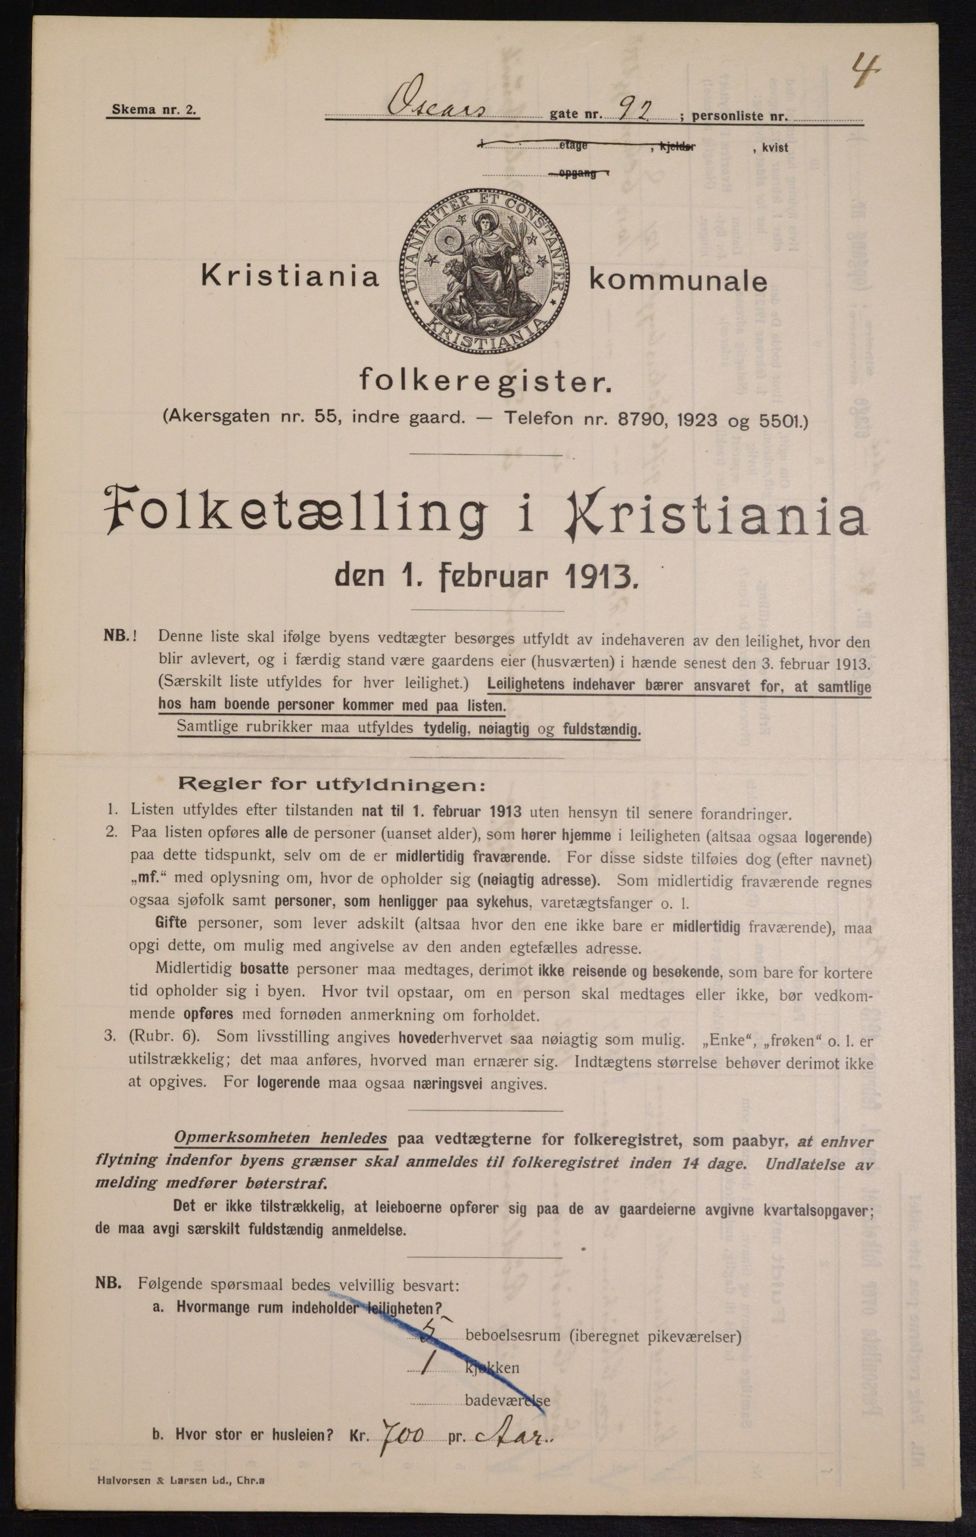 4
Skema nr. 2.
Oscars gate nr. 92 ; personliste nr.
etage , kjelder , kvist
opgang
UNANIMITER ET CONSTANTER
KRISTIANIA
Kristiania kommunale
folkeregister.
(Akersgaten nr. 55, indre gaard. — Telefon nr. 8790, 1923 og 5501.)
Folketælling i Kristiania
den 1. februar 1913.
NB.! Denne liste skal ifølge byens vedtægter besørges utfyldt av indehaveren av den leilighet, hvor den
blir avlevert, og i færdig stand være gaardens eier (husværten) i hænde senest den 3. februar 1913.
(Særskilt liste utfyldes for hver leilighet.) Leilighetens indehaver bærer ansvaret for, at samtlige
hos ham boende personer kommer med paa listen.
Samtlige rubrikker maa utfyldes tydelig, nøiagtig og fuldstændig.
Regler for utfyldningen:
1. Listen utfyldes efter tilstanden nat til 1. februar 1913 uten hensyn til senere forandringer.
2. Paa listen opføres alle de personer (uanset alder), som hører hjemme i leiligheten (altsaa ogsaa logerende)
paa dette tidspunkt, selv om de er midlertidig fraværende. For disse sidste tilføies dog (efter navnet)
„mf.“ med oplysning om, hvor de opholder sig (nøiagtig adresse). Som midlertidig fraværende regnes
ogsaa sjøfolk samt personer, som henligger paa sykehus, varetægtsfanger o. l.
Gifte personer, som lever adskilt (altsaa hvor den ene ikke bare er midlertidig fraværende), maa
opgi dette, om mulig med angivelse av den anden egtefælles adresse.
Midlertidig bosatte personer maa medtages, derimot ikke reisende og besøkende, som bare for kortere
tid opholder sig i byen. Hvor tvil opstaar, om en person skal medtages eller ikke, bør vedkom-
mende opføres med fornøden anmerkning om forholdet.
3. (Rubr. 6). Som livsstilling angives hovederhvervet saa nøiagtig som mulig. „Enke“, „frøken“ o. l. er
utilstrækkelig; det maa anføres, hvorved man ernærer sig. Indtægtens størrelse behøver derimot ikke
at opgives. For logerende maa ogsaa næringsvei angives.
Opmerksomheten henledes paa vedtægterne for folkeregistret, som paabyr, at enhver
flytning indenfor byens grænser skal anmeldes til folkeregistret inden 14 dage. Undlatelse av
melding medfører bøterstraf.
Det er ikke tilstrækkelig, at leieboerne opfører sig paa de av gaardeierne avgivne kvartalsopgaver;
de maa avgi særskilt fuldstændig anmeldelse.
NB. Følgende spørsmaal bedes velvillig besvart:
a. Hvormange rum indeholder leiligheten?
5 beboelsesrum (iberegnet pikeværelser)
1 kjøkken
badeværelse
b. Hvor stor er husleien? Kr. 700 pr. Aar.
Halvorsen & Larsen Ld., Chr.a